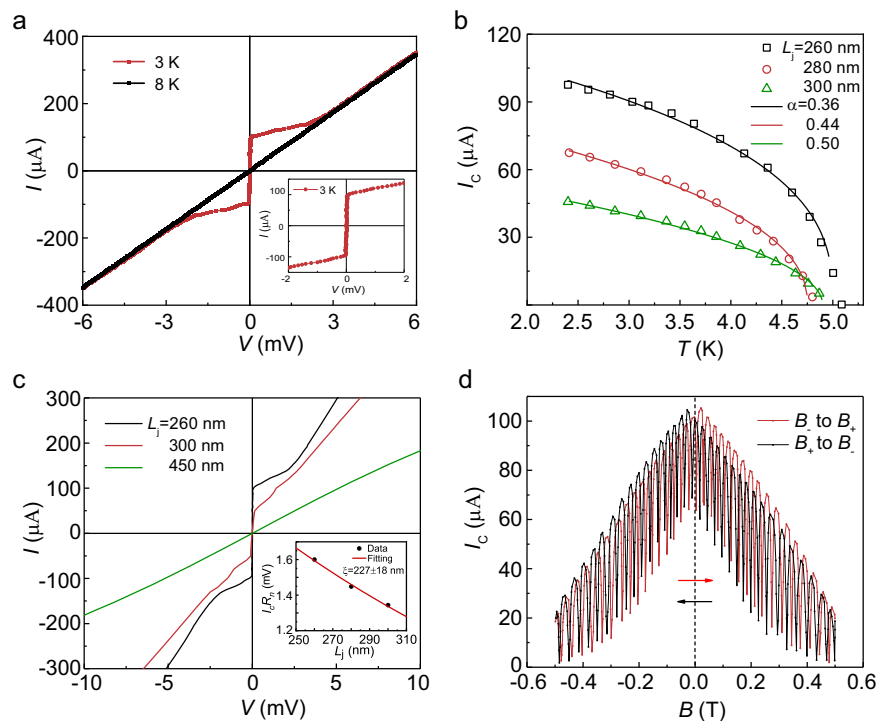 a
400
200
0
-200
-400
I (μA)
3 K
8 K
-6
-3
0
3
6
V (mV)
100
0
-100
I (μA)
3 K
-2
0
2
V (mV)
b
120
90
60
30
I_C (μA)
L_j=260 nm
280 nm
300 nm
α=0.36
0.44
0.50
2.0
2.5
3.0
3.5
4.0
4.5
5.0
5.5
T (K)
c
300
200
100
0
-100
-200
-300
I (μA)
L_j=260 nm
300 nm
450 nm
-10
-5
0
5
10
V (mV)
1.6
1.4
1.2
I_cR_n (mV)
Data
Fitting
ξ=227±18 nm
250
270
290
310
L_j (nm)
d
100
80
60
40
20
0
I_C (μA)
B_- to B_+
B_+ to B_-
-0.6
-0.4
-0.2
0.0
0.2
0.4
0.6
B (T)